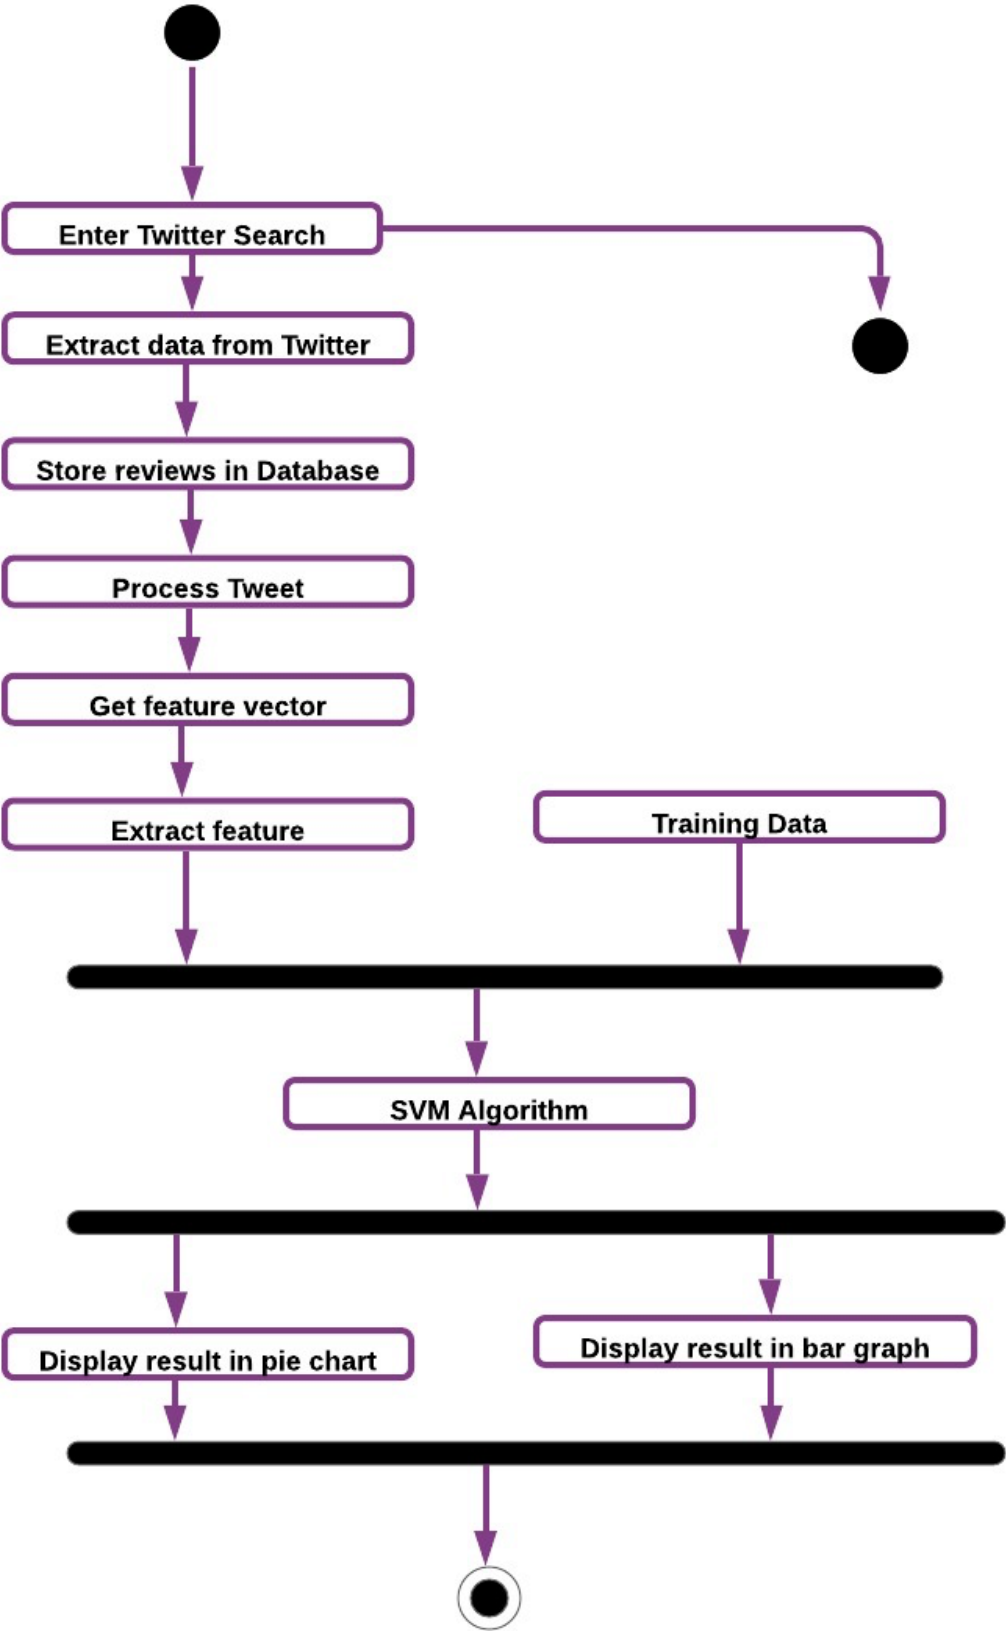 Enter Twitter Search
Extract data from Twitter
Store reviews in Database
Process Tweet
Get feature vector
Extract feature
Training Data
SVM Algorithm
Display result in pie chart
Display result in bar graph